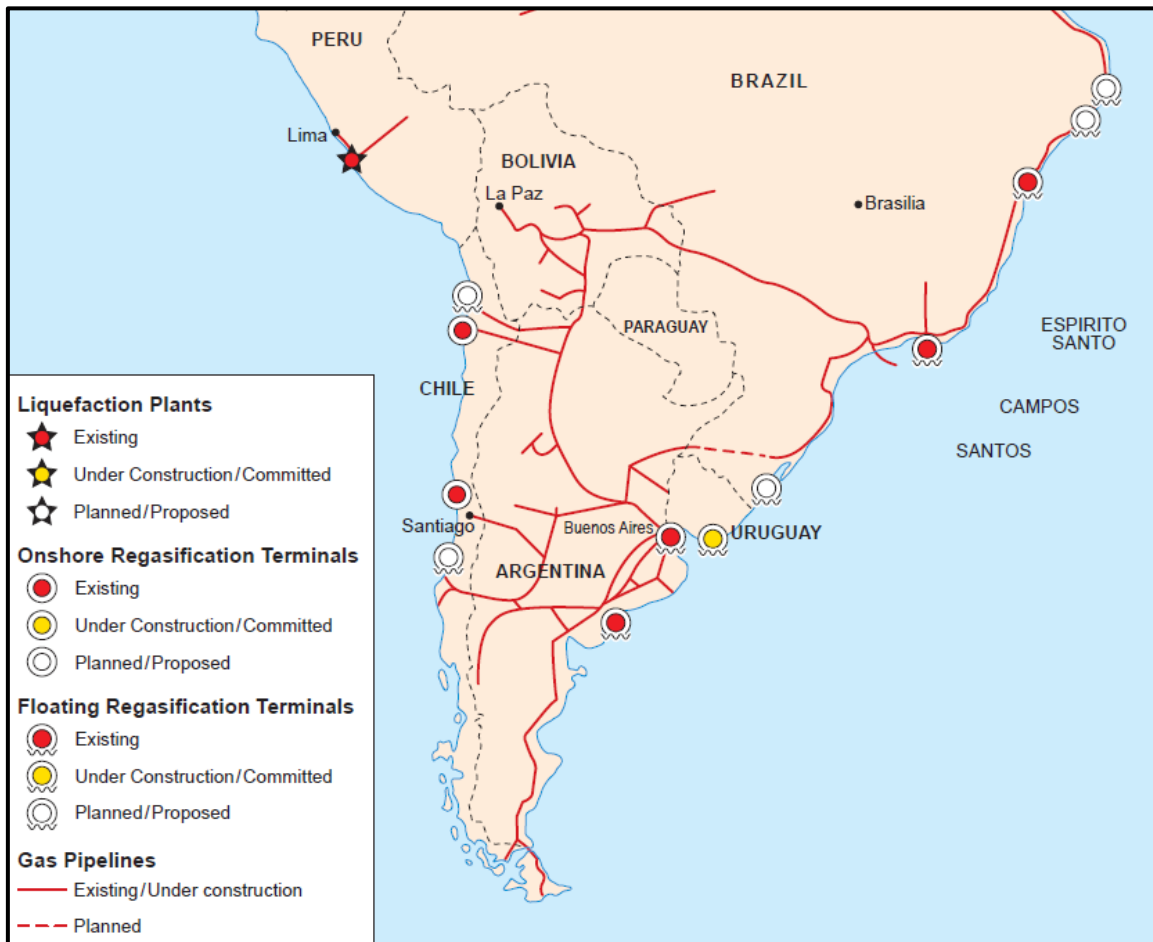 PERU
BRAZIL
Lima
BOLIVIA
La Paz
Brasilia
PARAGUAY
ESPIRITO
SANTO
CHILE
CAMPOS
SANTOS
Santiago
Buenos Aires
URUGUAY
ARGENTINA
Liquefaction Plants
Existing
Under Construction/Committed
Planned/Proposed
Onshore Regasification Terminals
Existing
Under Construction/Committed
Planned/Proposed
Floating Regasification Terminals
Existing
Under Construction/Committed
Planned/Proposed
Gas Pipelines
Existing/Under construction
Planned